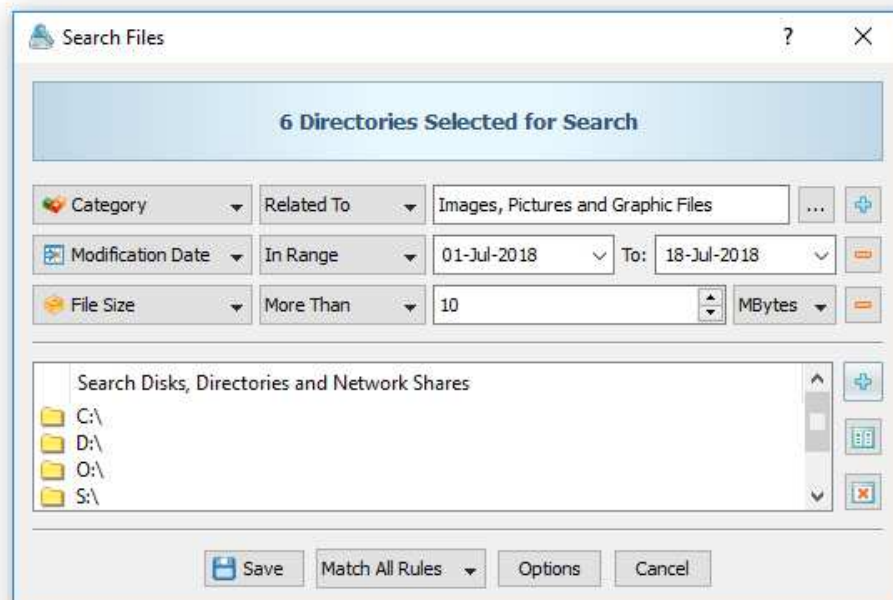 Search Files ?
6 Directories Selected for Search
Category Related To Images, Pictures and Graphic Files ...
Modification Date In Range 01-Jul-2018 To: 18-Jul-2018
File Size More Than 10 MBytes
Search Disks, Directories and Network Shares
C:\
D:\
O:\
S:\
Save Match All Rules Options Cancel